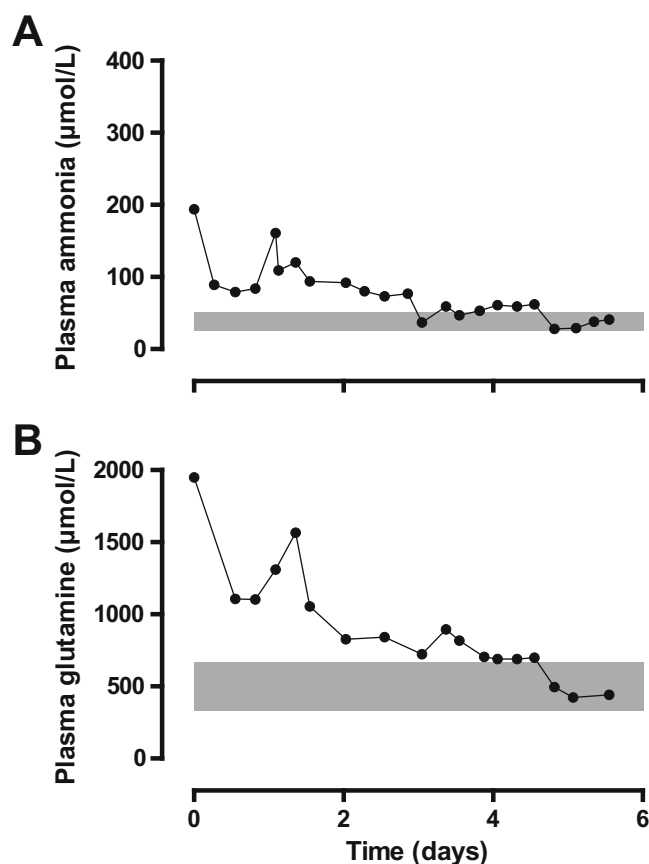 A
Plasma ammonia (µmol/L)
400
300
200
100
0
B
Plasma glutamine (µmol/L)
2000
1500
1000
500
0
0 2 4 6
Time (days)